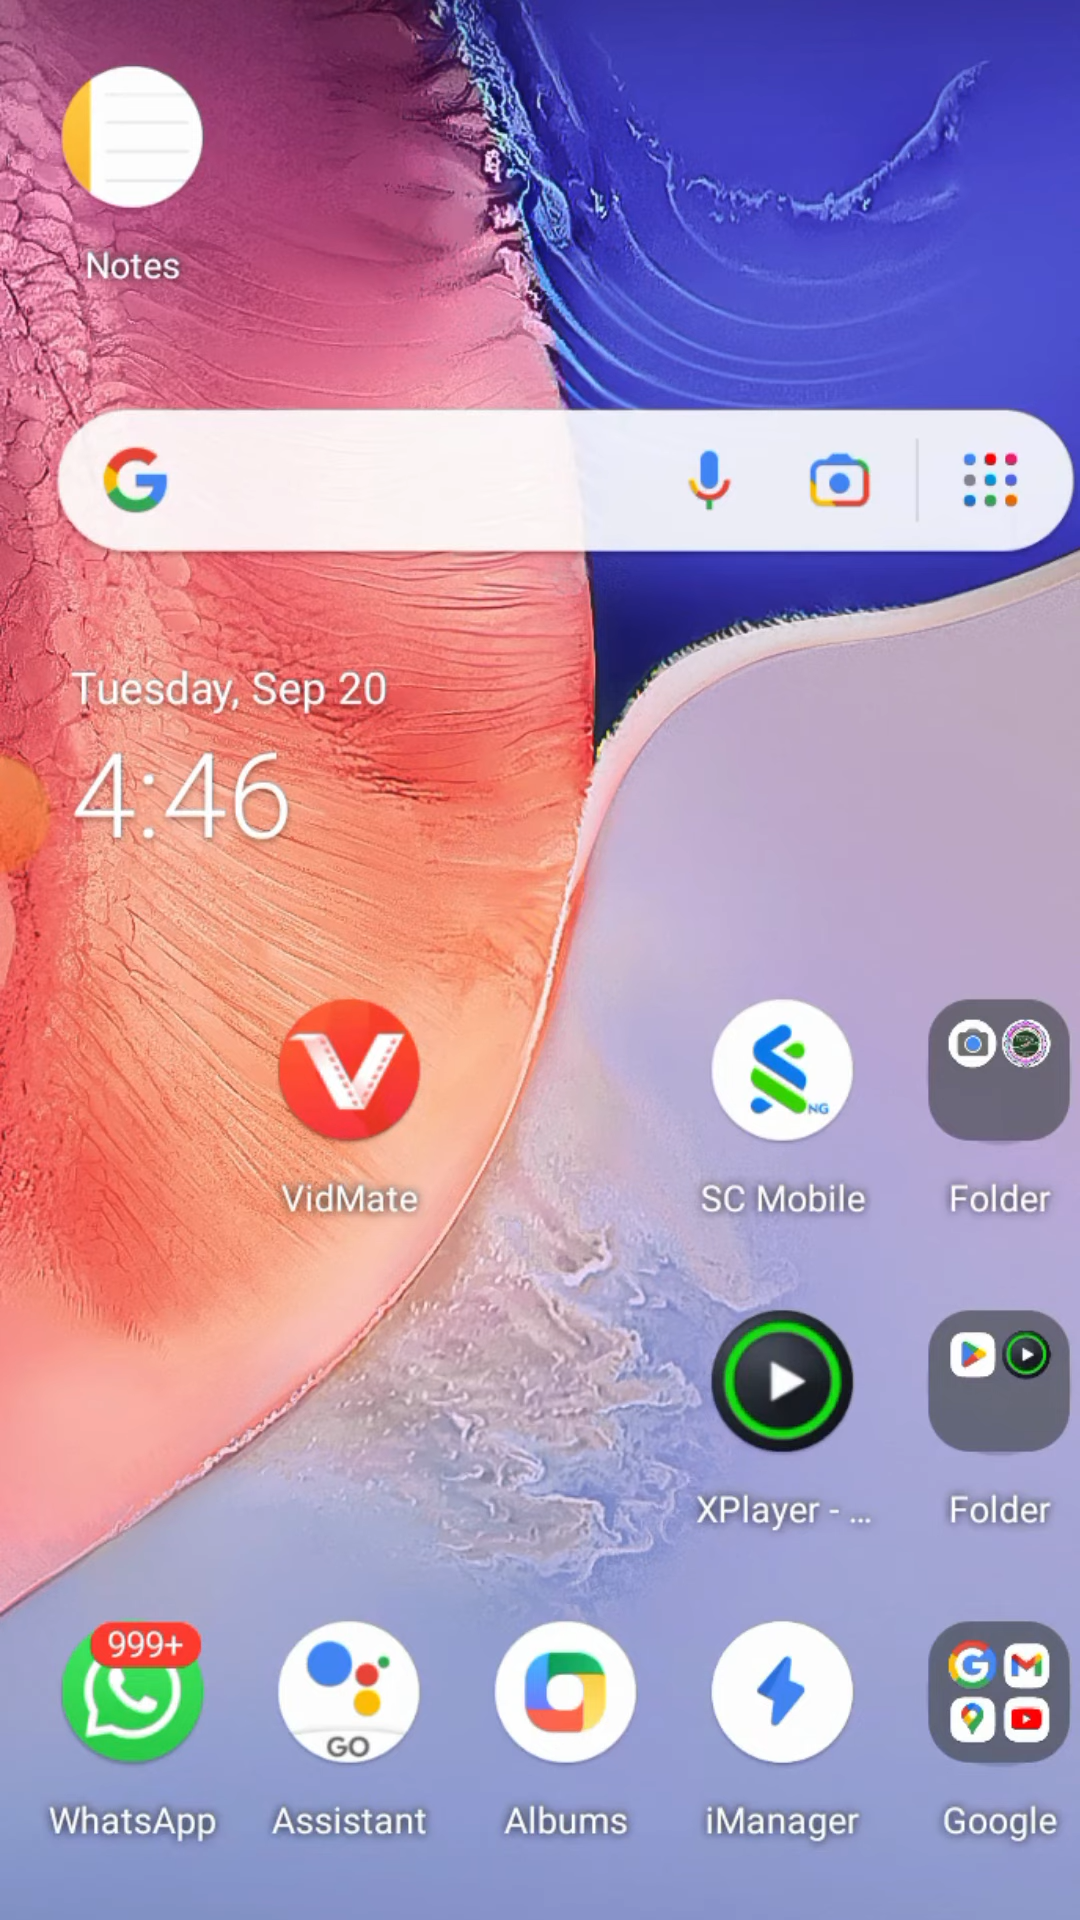 Notes
Tuesday, Sep 20
4:46
VidMate
NG
SC Mobile
Folder
XPlayer - ...
Folder
999+
GO
WhatsApp
Assistant
Albums
iManager
Google